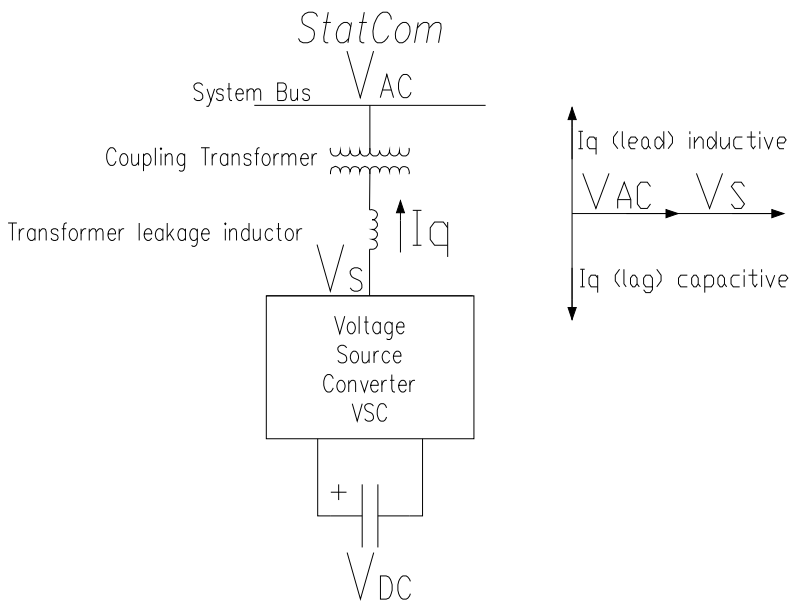 StatCom
VAC
System Bus
Coupling Transformer
Transformer leakage inductor
Iq
VS
Voltage
Source
Converter
VSC
+
VDC
Iq (lead) inductive
VAC VS
Iq (lag) capacitive